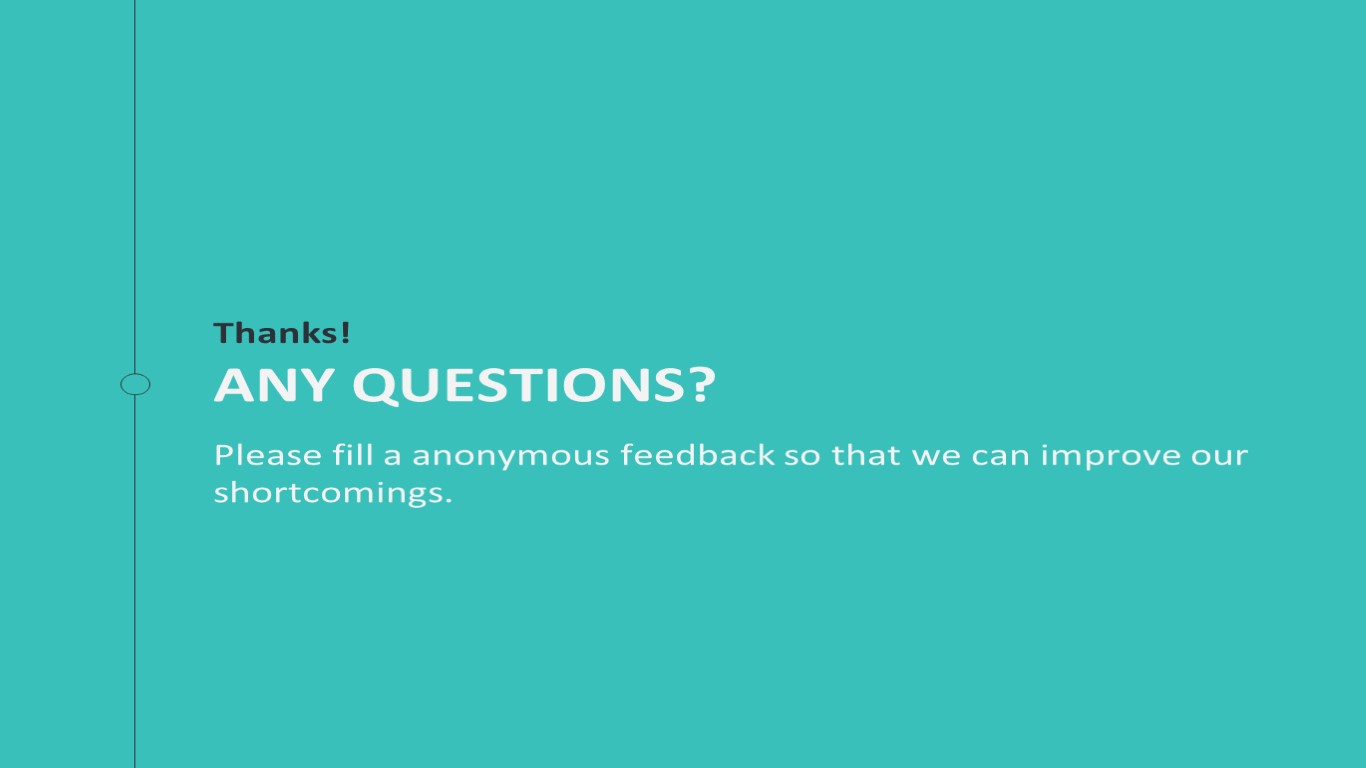 Thanks!
ANY QUESTIONS?
Please fill a anonymous feedback so that we can improve our
shortcomings.